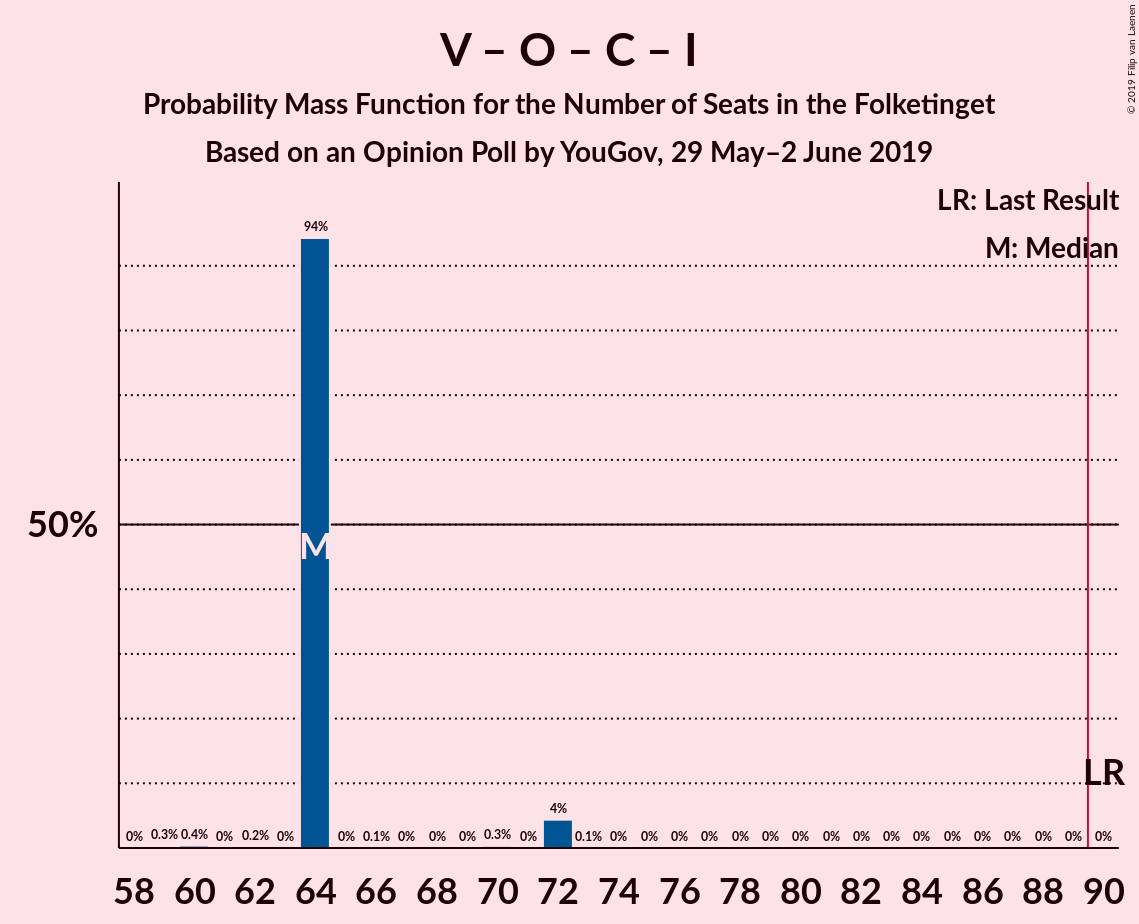 V – O – C – I
Probability Mass Function for the Number of Seats in the Folketinget
Based on an Opinion Poll by YouGov, 29 May–2 June 2019
© 2019 Filip van Laenen
LR: Last Result
M: Median
94%
50%
M
LR
4%
0% 0.3% 0.4% 0% 0.2% 0% 0% 0.1% 0% 0% 0% 0.3% 0% 0.1% 0% 0% 0% 0% 0% 0% 0% 0% 0% 0% 0% 0% 0% 0% 0% 0% 0%
58 60 62 64 66 68 70 72 74 76 78 80 82 84 86 88 90